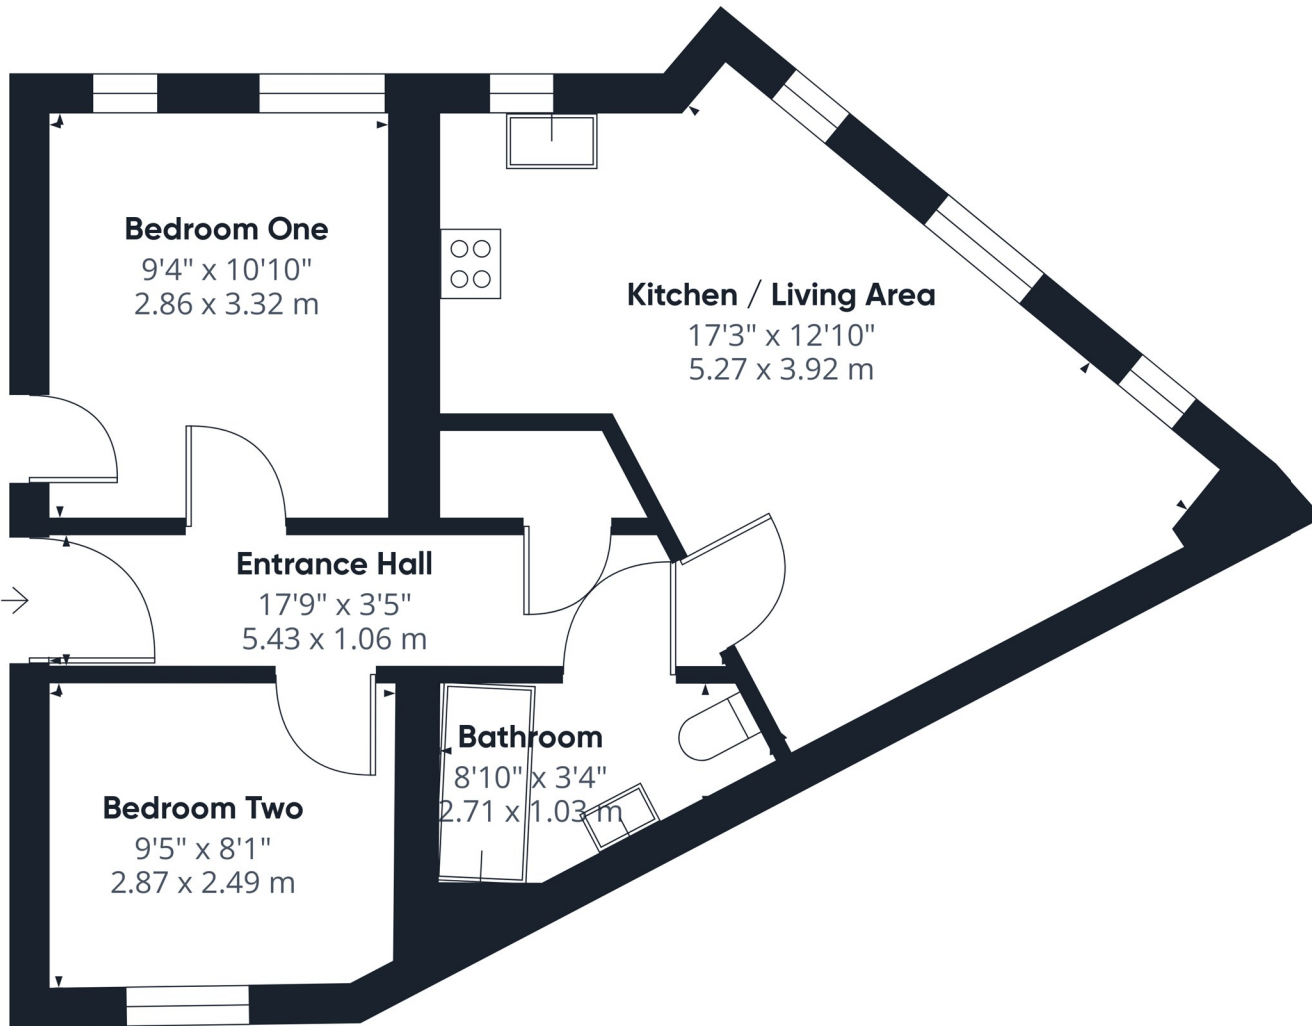 Bedroom One
9'4" x 10'10"
2.86 x 3.32 m
Kitchen / Living Area
17'3" x 12'10"
5.27 x 3.92 m
Entrance Hall
17'9" x 3'5"
5.43 x 1.06 m
Bathroom
8'10" x 3'4"
2.71 x 1.03 m
Bedroom Two
9'5" x 8'1"
2.87 x 2.49 m